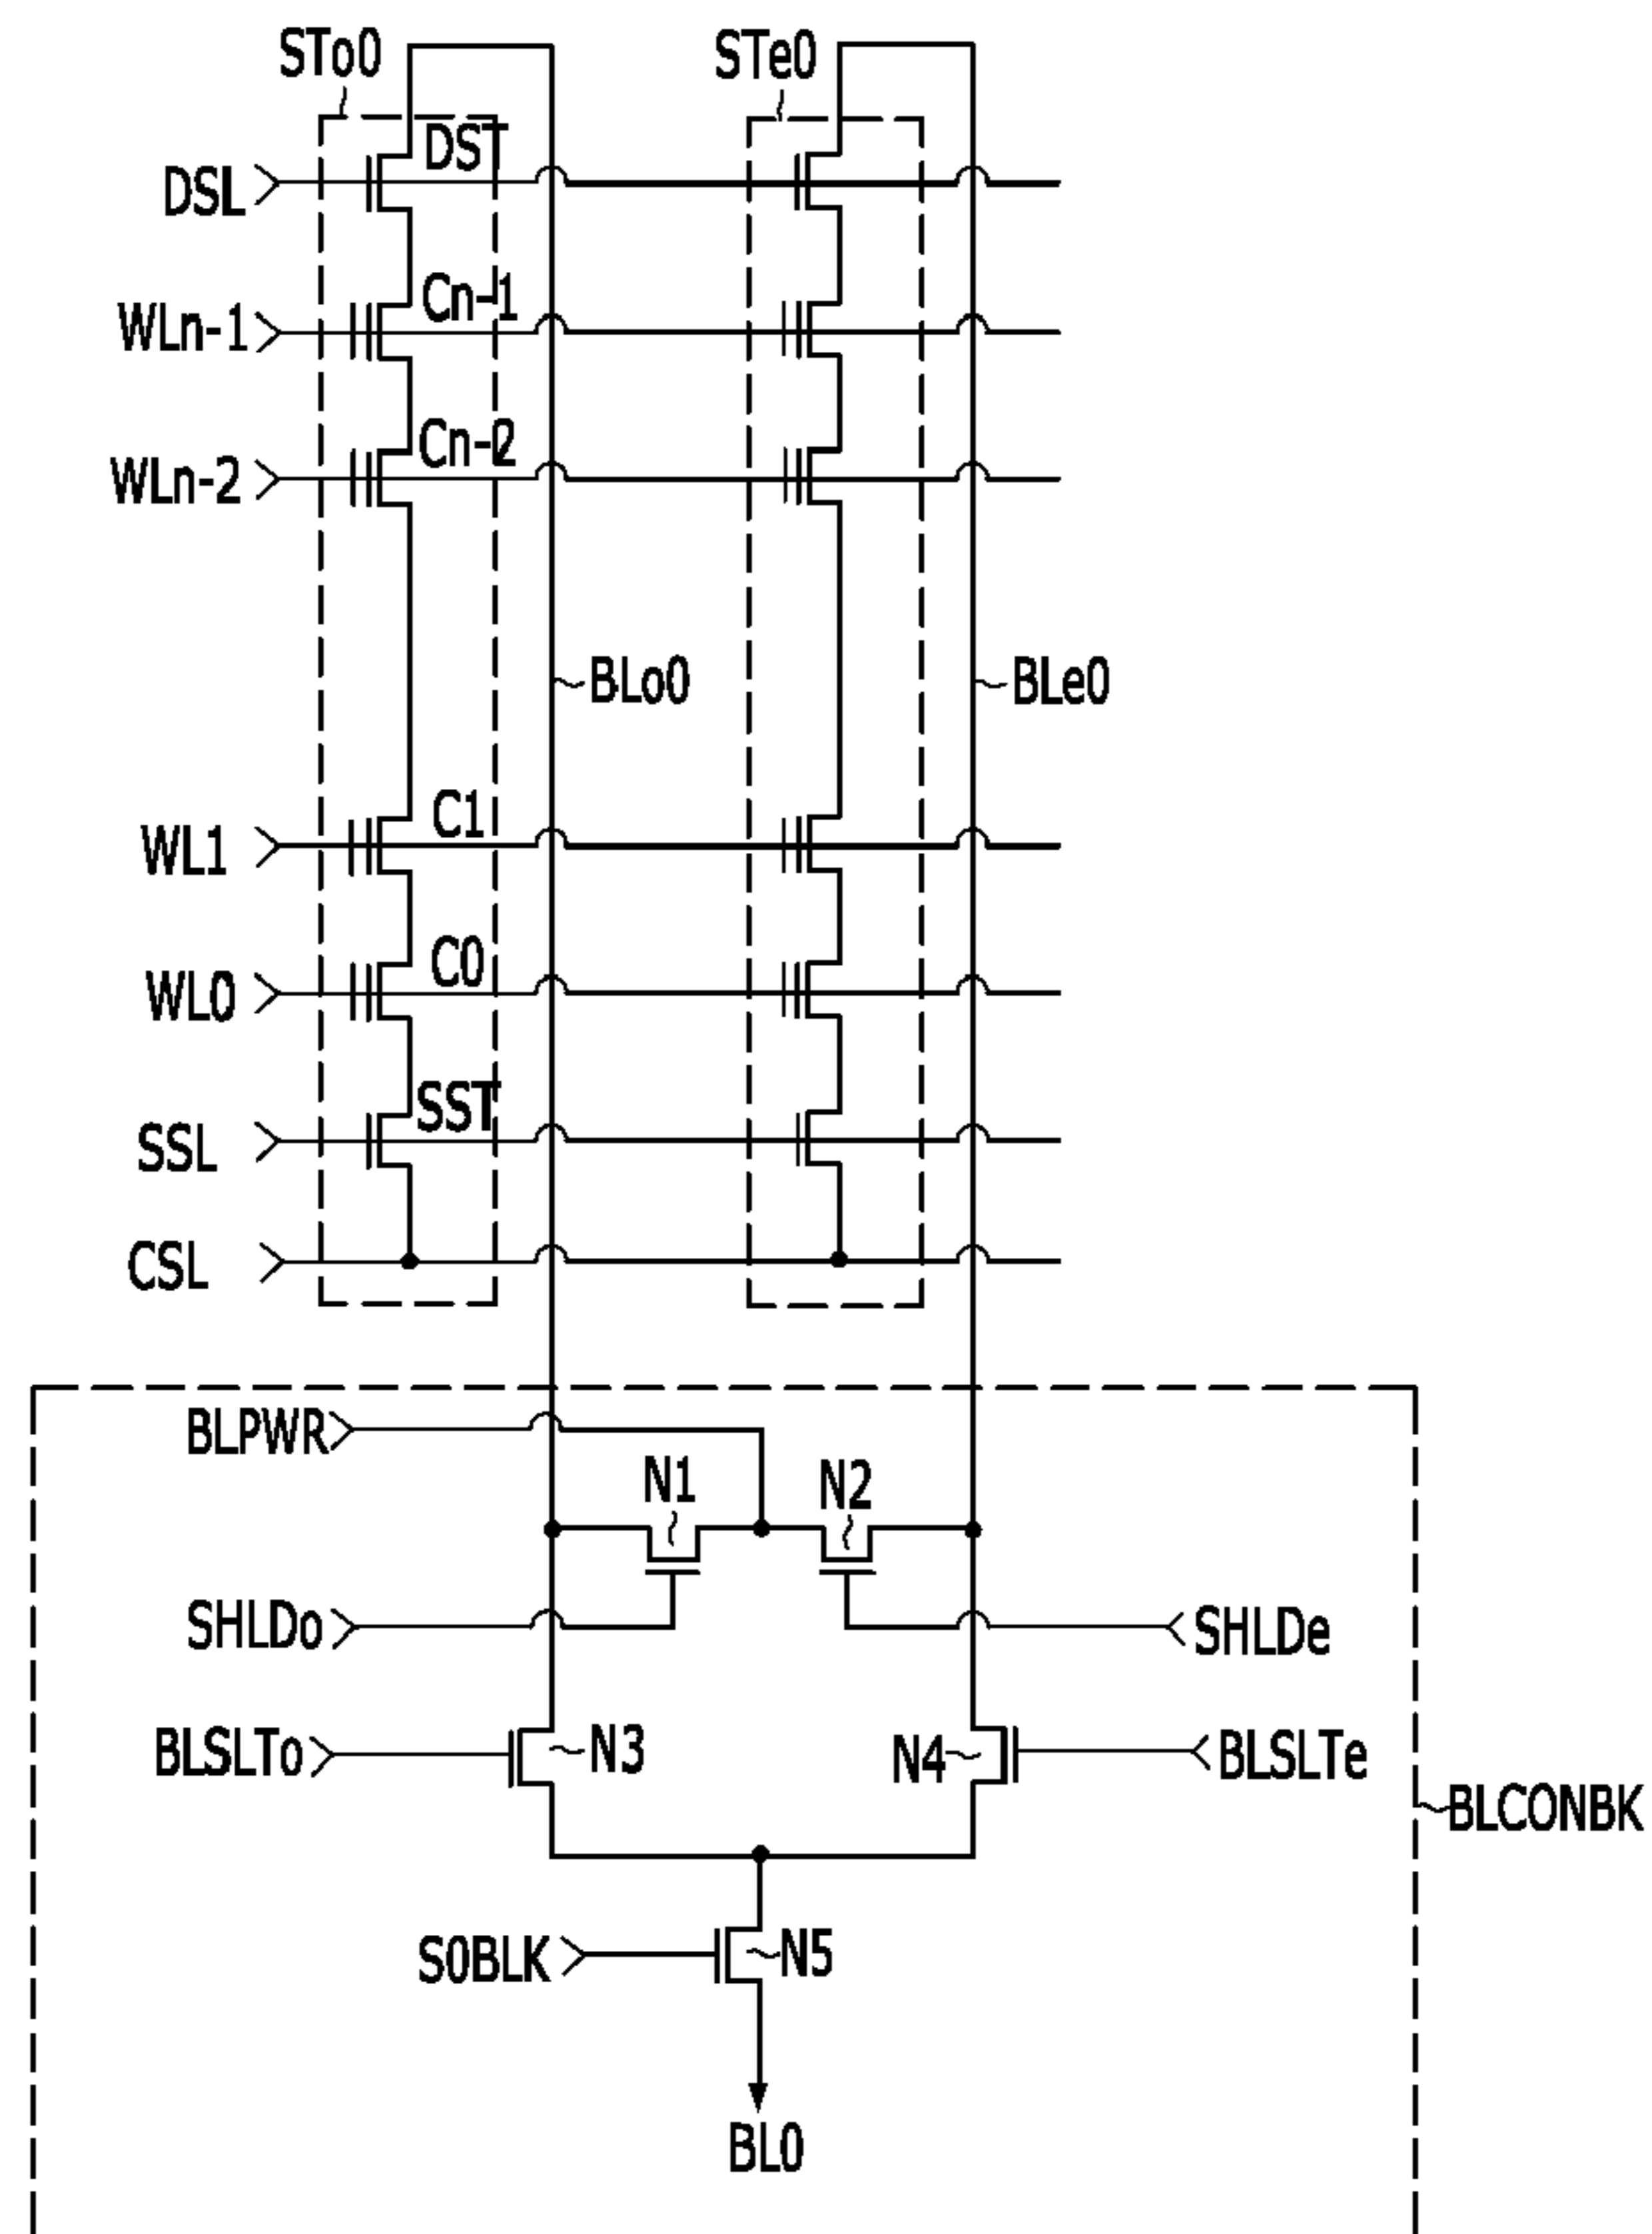 STo0
STe0
DST
DSL
Cn-1
WLn-1
Cn-2
WLn-2
BLo0
BLe0
C1
WL1
C0
WL0
SST
SSL
CSL
BLPWR
N1
N2
SHLDo
SHLDe
BLSLTo
N3
N4
BLSLTe
BLCONBK
S0BLK
N5
BL0